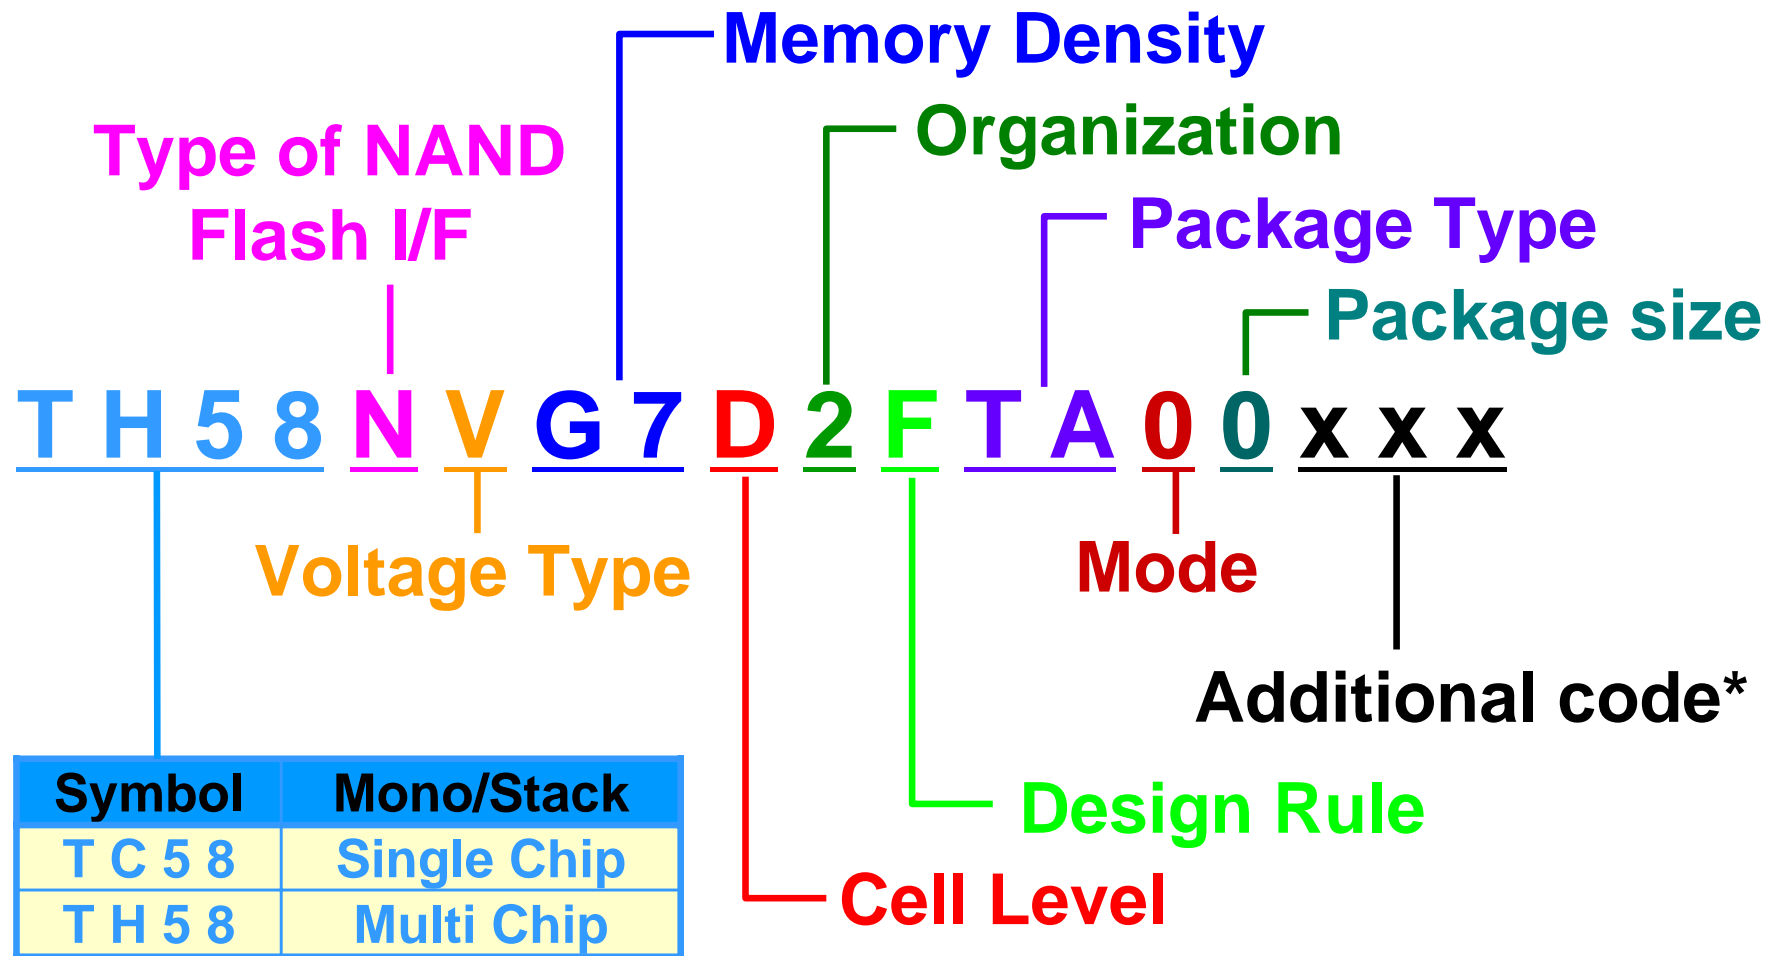 Memory Density
Organization
Type of NAND
Flash I/F
Package Type
Package size
T H 5 8 N V G 7 D 2 F T A 0 0 x x x
Voltage Type
Mode
Additional code*
Symbol Mono/Stack
T C 5 8 Single Chip
T H 5 8 Multi Chip
Design Rule
Cell Level